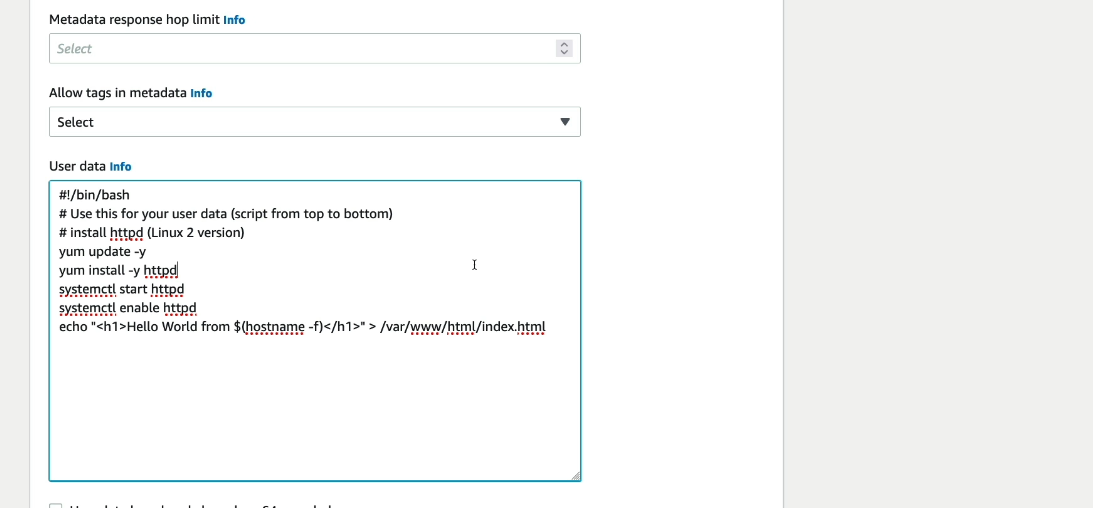 Metadata response hop limit Info
Select
Allow tags in metadata Info
Select
User data Info
#!/bin/bash
# Use this for your user data (script from top to bottom)
# install httpd (Linux 2 version)
yum update -y
yum install -y httpd
systemctl start httpd
systemctl enable httpd
echo "<h1>Hello World from $(hostname -f)</h1>" > /var/www/html/index.html